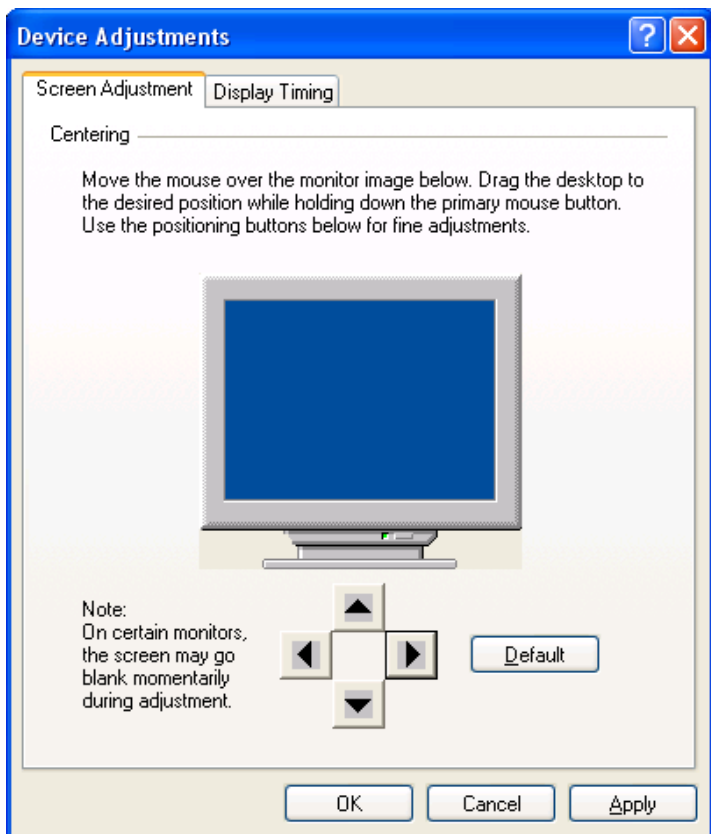 Device Adjustments
Screen Adjustment
Display Timing
Centering
Move the mouse over the monitor image below. Drag the desktop to
the desired position while holding down the primary mouse button.
Use the positioning buttons below for fine adjustments.
Note:
On certain monitors,
the screen may go
blank momentarily
during adjustment.
Default
OK
Cancel
Apply